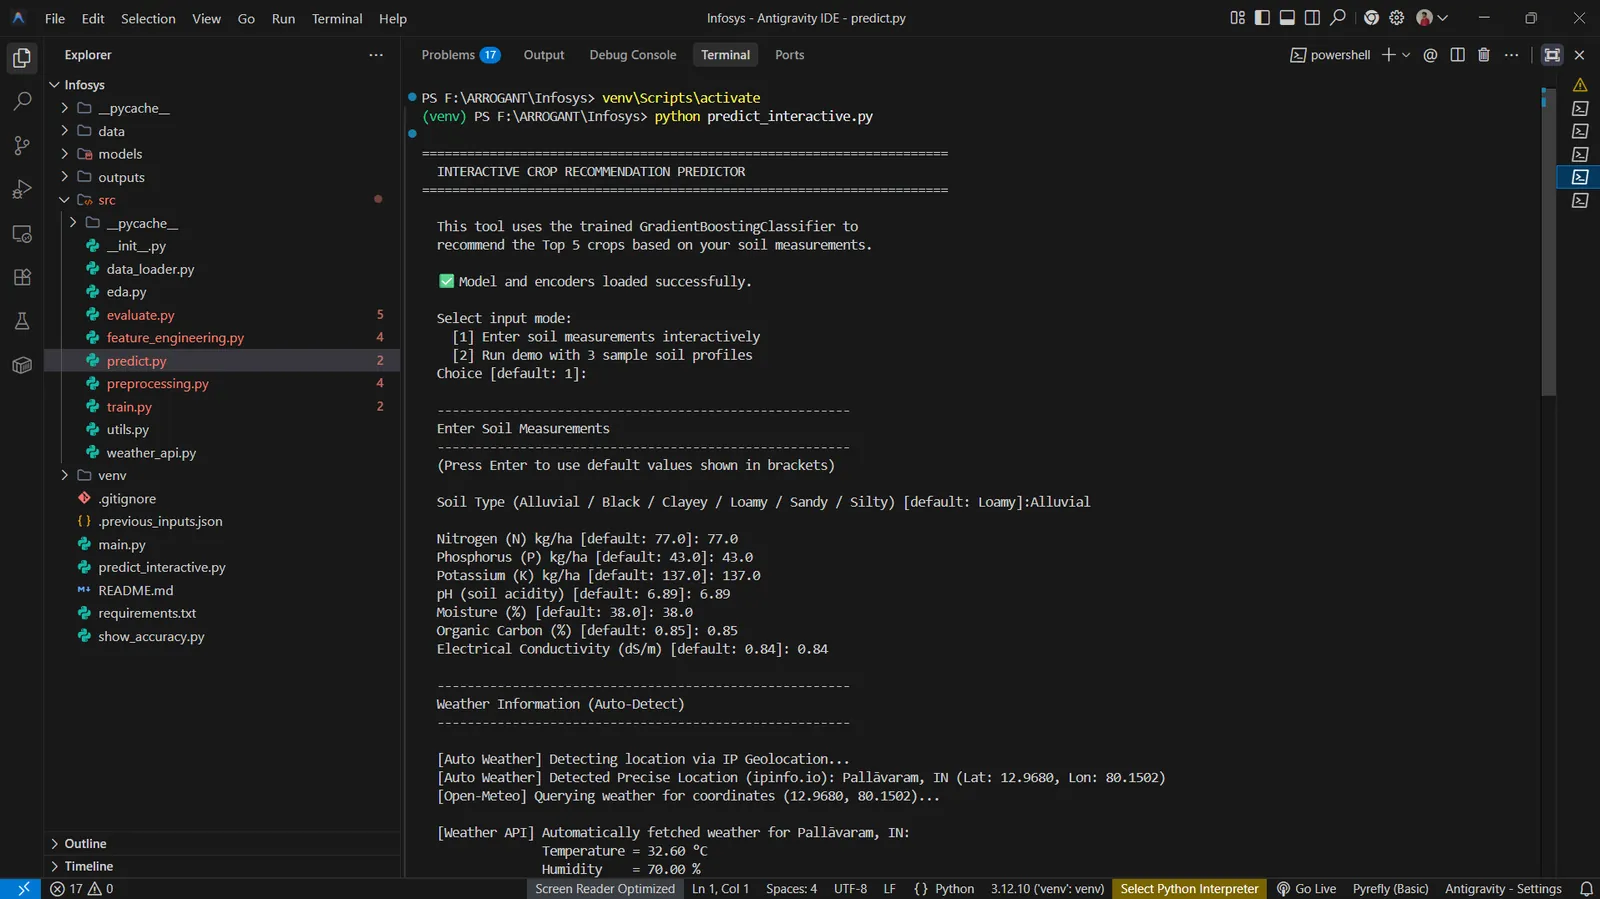 File Edit Selection View Go Run Terminal Help
Infosys - Antigravity IDE - predict.py
Explorer
Infosys
__pycache__
data
models
outputs
src
__pycache__
__init__.py
data_loader.py
eda.py
evaluate.py 5
feature_engineering.py 4
predict.py 2
preprocessing.py 4
train.py 2
utils.py
weather_api.py
venv
.gitignore
.previous_inputs.json
main.py
predict_interactive.py
README.md
requirements.txt
show_accuracy.py
Outline
Timeline
Problems 17 Output Debug Console Terminal Ports
powershell
PS F:\ARROGANT\Infosys> venv\Scripts\activate
(venv) PS F:\ARROGANT\Infosys> python predict_interactive.py
======================================================================
INTERACTIVE CROP RECOMMENDATION PREDICTOR
======================================================================
This tool uses the trained GradientBoostingClassifier to
recommend the Top 5 crops based on your soil measurements.
✅ Model and encoders loaded successfully.
Select input mode:
[1] Enter soil measurements interactively
[2] Run demo with 3 sample soil profiles
Choice [default: 1]:
-------------------------------------------------------
Enter Soil Measurements
-------------------------------------------------------
(Press Enter to use default values shown in brackets)
Soil Type (Alluvial / Black / Clayey / Loamy / Sandy / Silty) [default: Loamy]:Alluvial
Nitrogen (N) kg/ha [default: 77.0]: 77.0
Phosphorus (P) kg/ha [default: 43.0]: 43.0
Potassium (K) kg/ha [default: 137.0]: 137.0
pH (soil acidity) [default: 6.89]: 6.89
Moisture (%) [default: 38.0]: 38.0
Organic Carbon (%) [default: 0.85]: 0.85
Electrical Conductivity (dS/m) [default: 0.84]: 0.84
-------------------------------------------------------
Weather Information (Auto-Detect)
-------------------------------------------------------
[Auto Weather] Detecting location via IP Geolocation...
[Auto Weather] Detected Precise Location (ipinfo.io): Pallāvaram, IN (Lat: 12.9680, Lon: 80.1502)
[Open-Meteo] Querying weather for coordinates (12.9680, 80.1502)...
[Weather API] Automatically fetched weather for Pallāvaram, IN:
Temperature = 32.60 °C
Humidity = 70.00 %
17 0 Screen Reader Optimized Ln 1, Col 1 Spaces: 4 UTF-8 LF {} Python 3.12.10 ('venv': venv) Select Python Interpreter Go Live Pyrefly (Basic) Antigravity - Settings